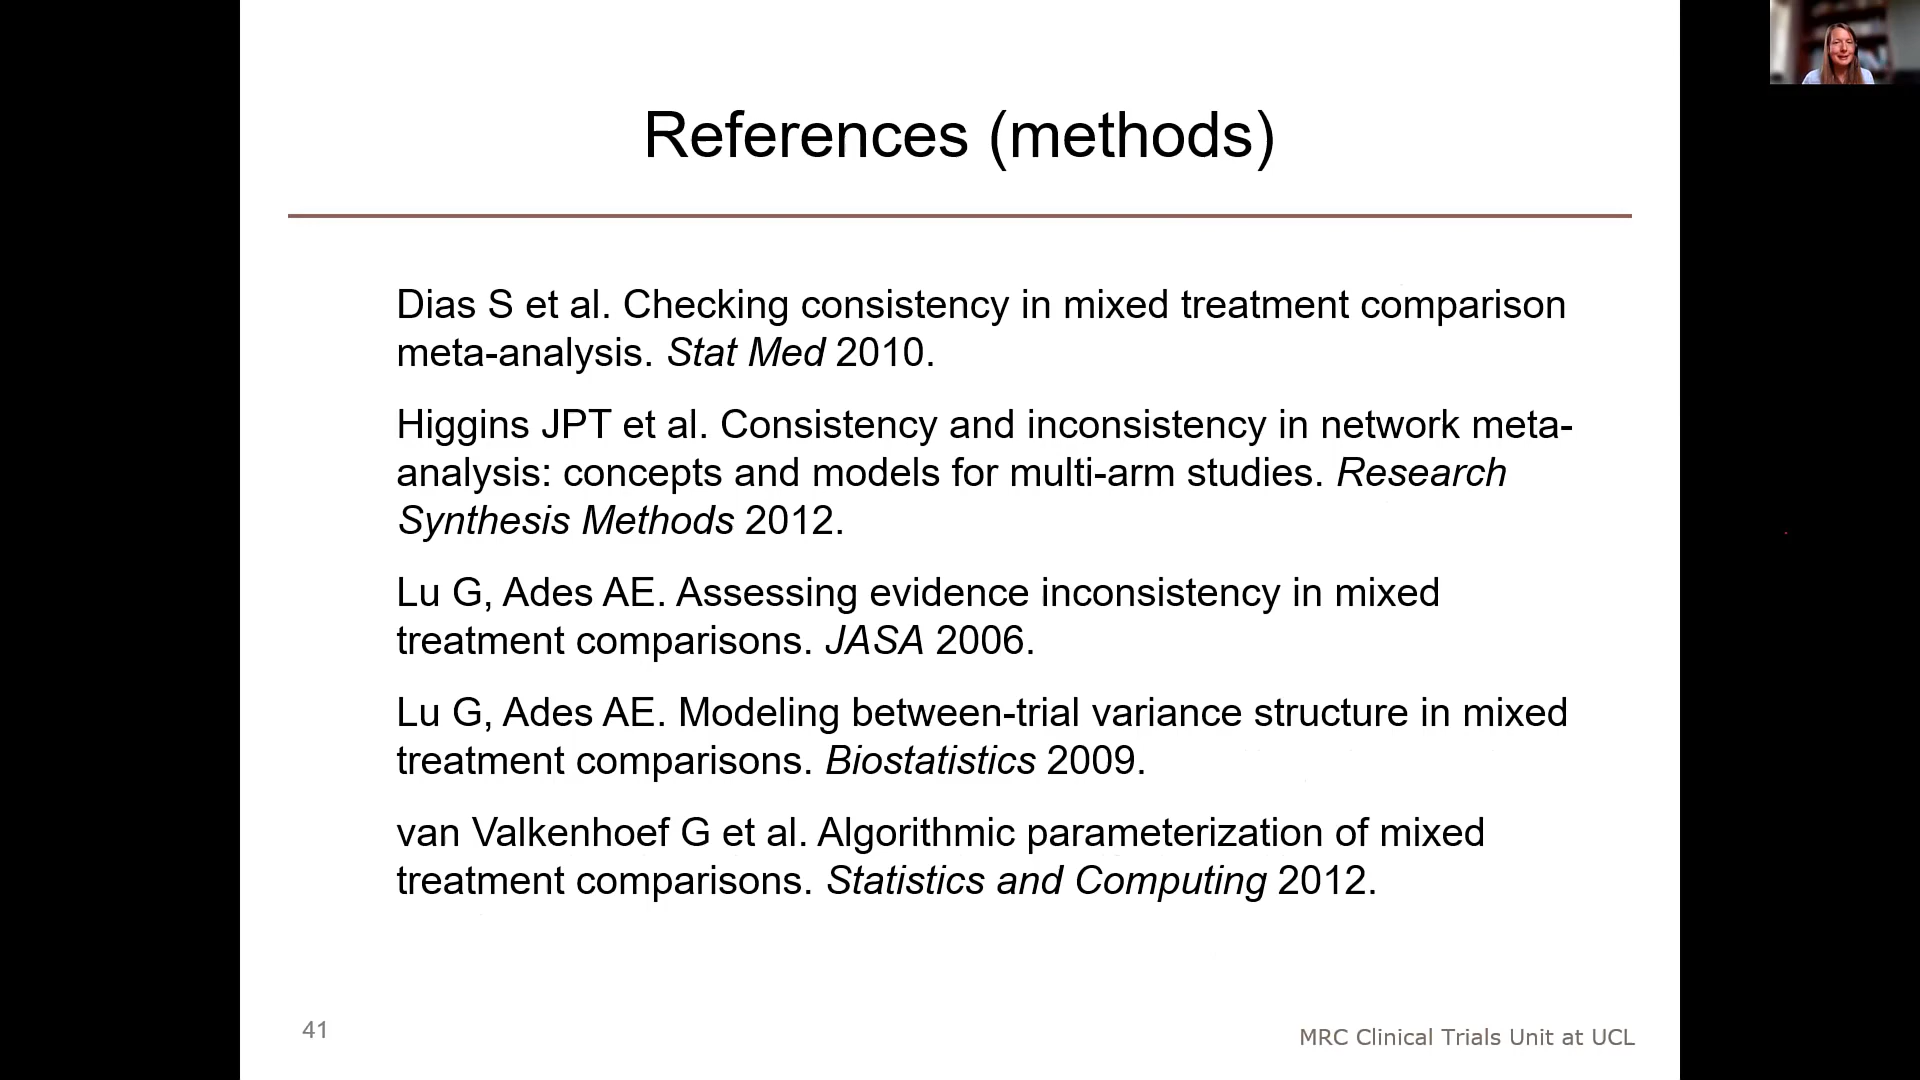 References (methods)
Dias S et al. Checking consistency in mixed treatment comparison
meta-analysis. Stat Med 2010.
Higgins JPT et al. Consistency and inconsistency in network meta-
analysis: concepts and models for multi-arm studies. Research
Synthesis Methods 2012.
Lu G, Ades AE. Assessing evidence inconsistency in mixed
treatment comparisons. JASA 2006.
Lu G, Ades AE. Modeling between-trial variance structure in mixed
treatment comparisons. Biostatistics 2009.
van Valkenhoef G et al. Algorithmic parameterization of mixed
treatment comparisons. Statistics and Computing 2012.
41
MRC Clinical Trials Unit at UCL